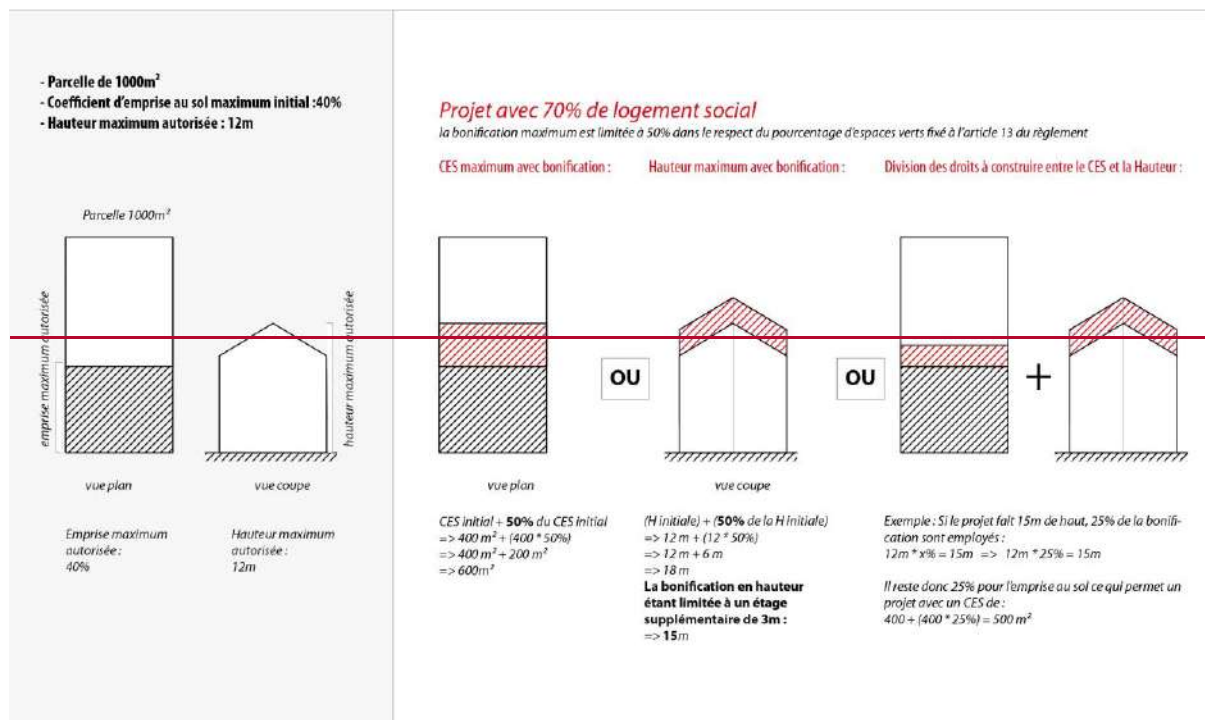 - Parcelle de 1000m²
- Coefficient d'emprise au sol maximum initial :40%
- Hauteur maximum autorisée : 12m
Parcelle 1000m²
emprise maximum autorisée
hauteur maximum autorisée
vue plan
vue coupe
Emprise maximum
autorisée :
40%
Hauteur maximum
autorisée :
12m
Projet avec 70% de logement social
la bonification maximum est limitée à 50% dans le respect du pourcentage d'espaces verts fixé à l'article 13 du règlement
CES maximum avec bonification :
Hauteur maximum avec bonification :
Division des droits à construire entre le CES et la Hauteur :
OU
OU
+
vue plan
vue coupe
CES initial + 50% du CES initial
=> 400 m² + (400 * 50%)
=> 400 m² + 200 m²
=> 600m²
(H initiale) + (50% de la H initiale)
=> 12 m + (12 * 50%)
=> 12 m + 6 m
=> 18 m
La bonification en hauteur
étant limitée à un étage
supplémentaire de 3m :
=> 15m
Exemple : Si le projet fait 15m de haut, 25% de la bonifi-
cation sont employés :
12m * x% = 15m => 12m * 25% = 15m
Il reste donc 25% pour l'emprise au sol ce qui permet un
projet avec un CES de :
400 + (400 * 25%) = 500 m²